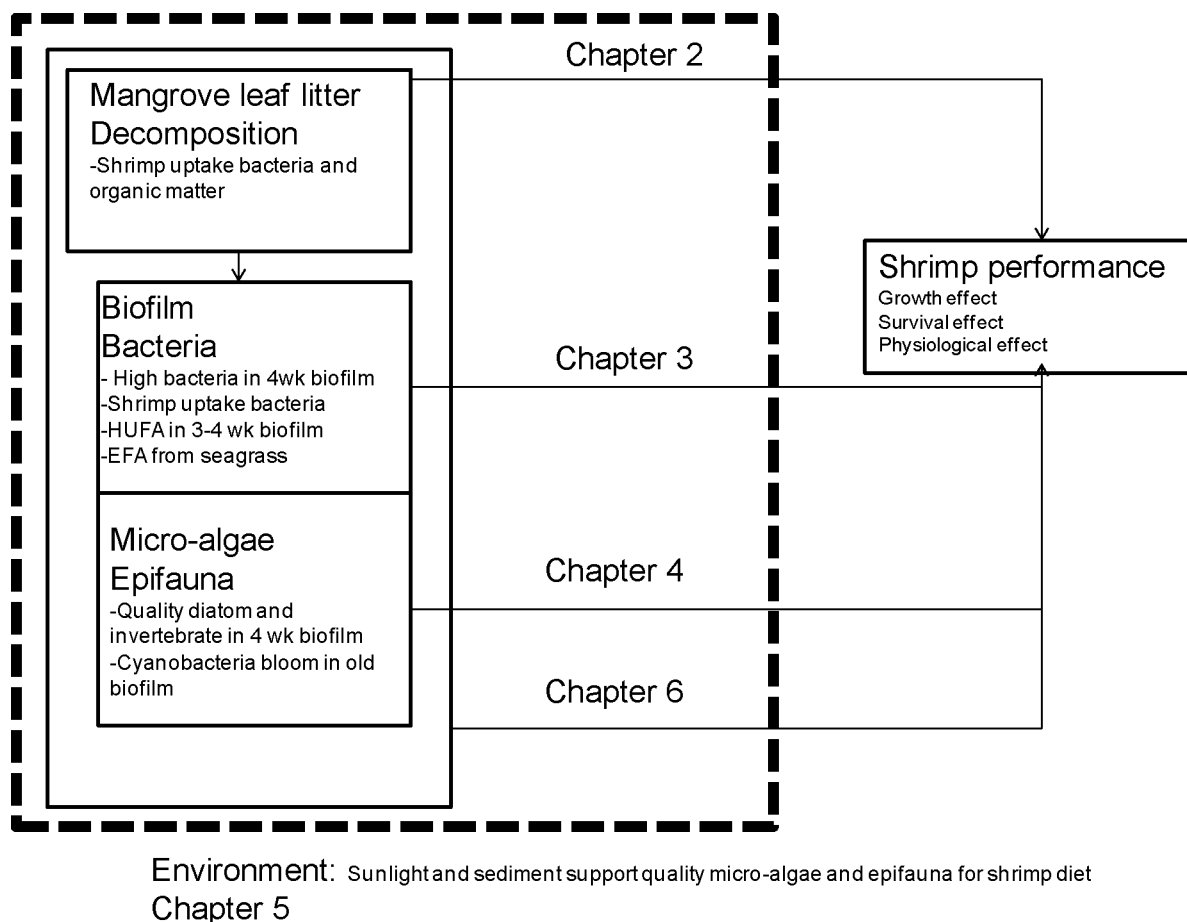 Chapter 2
Mangrove leaf litter
Decomposition
-Shrimp uptake bacteria and
organic matter
Shrimp performance
Growth effect
Survival effect
Physiological effect
Biofilm
Bacteria
- High bacteria in 4wk biofilm
-Shrimp uptake bacteria
-HUFA in 3-4 wk biofilm
-EFA from seagrass
Chapter 3
Micro-algae
Epifauna
-Quality diatom and
invertebrate in 4 wk biofilm
-Cyanobacteria bloom in old
biofilm
Chapter 4
Chapter 6
Environment: Sunlight and sediment support quality micro-algae and epifauna for shrimp diet
Chapter 5